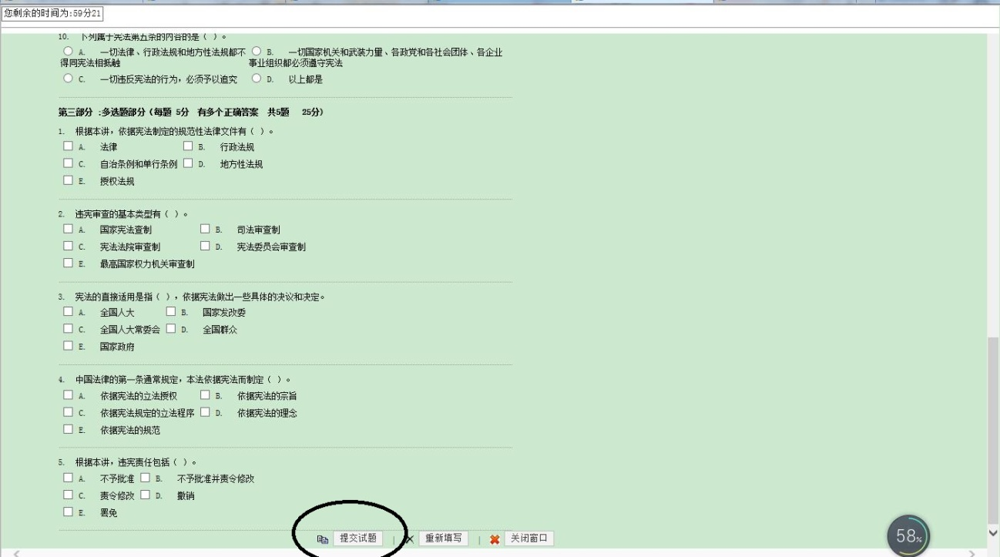 您剩余的时间为:59分21
10. 下列属于宪法第五条的内容的是（ ）。
A. 一切法律、行政法规和地方性法规都不 B. 一切国家机关和武装力量、各政党和各社会团体、各企业
得同宪法相抵触 事业组织都必须遵守宪法
C. 一切违反宪法的行为，必须予以追究 D. 以上都是
第三部分 :多选题部分（每题 5分 有多个正确答案 共5题 25分）
1. 根据本讲，依据宪法制定的规范性法律文件有（ ）。
A. 法律 B. 行政法规
C. 自治条例和单行条例 D. 地方性法规
E. 授权法规
2. 违宪审查的基本类型有（ ）。
A. 国家宪法查制 B. 司法审查制
C. 宪法法院审查制 D. 宪法委员会审查制
E. 最高国家权力机关审查制
3. 宪法的直接适用是指（ ），依据宪法做出一些具体的决议和决定。
A. 全国人大 B. 国家发改委
C. 全国人大常委会 D. 全国群众
E. 国家政府
4. 中国法律的第一条通常规定，本法依据宪法而制定（ ）。
A. 依据宪法的立法授权 B. 依据宪法的宗旨
C. 依据宪法规定的立法程序 D. 依据宪法的理念
E. 依据宪法的规范
5. 根据本讲，违宪责任包括（ ）。
A. 不予批准 B. 不予批准并责令修改
C. 责令修改 D. 撤销
E. 罢免
提交试题 | 重新填写 | 关闭窗口
58%